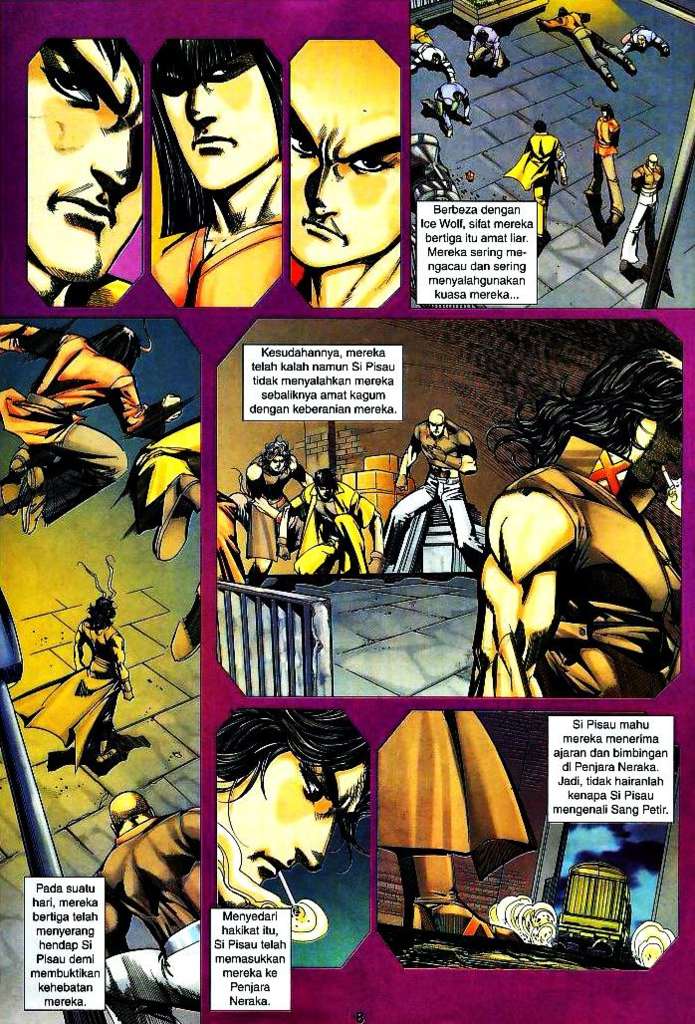 Berbeza dengan
Ice Wolf, sifat mereka
bertiga itu amat liar.
Mereka sering me-
ngacau dan sering
menyalahgunakan
kuasa mereka...
Pada suatu
hari, mereka
bertiga telah
menyerang
hendap Si
Pisau demi
membuktikan
kehebatan
mereka.
Kesudahannya, mereka
telah kalah namun Si Pisau
tidak menyalahkan mereka
sebaliknya amat kagum
dengan keberanian mereka.
Menyedari
hakikat itu,
Si Pisau telah
memasukkan
mereka ke
Penjara
Neraka.
Si Pisau mahu
mereka menerima
ajaran dan bimbingan
di Penjara Neraka.
Jadi, tidak hairanlah
kenapa Si Pisau
mengenali Sang Petir.
8